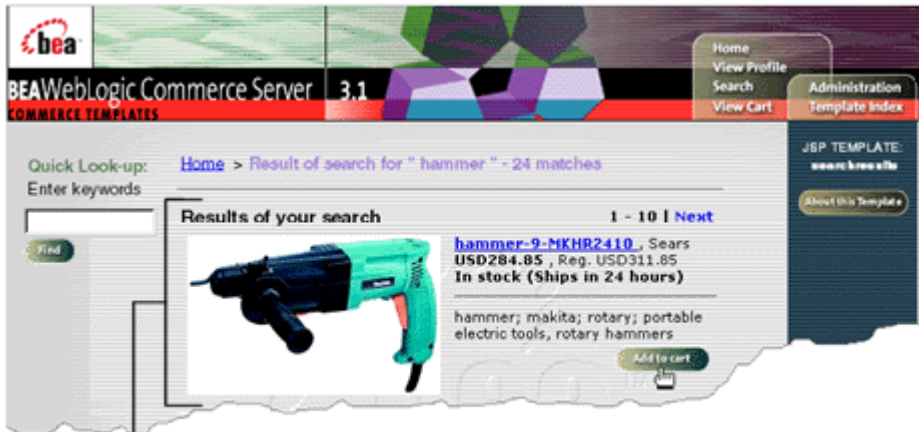 bea
Home
View Profile
Search
View Cart
BEAWebLogic Commerce Server 3.1
COMMERCE TEMPLATES
Administration
Template Index
JSP TEMPLATE:
searchresults
About this Template
Quick Look-up:
Enter keywords
Find
Home > Result of search for " hammer " - 24 matches
Results of your search 1 - 10 | Next
hammer-9-MKHR2410 , Sears
USD284.85 , Reg. USD311.85
In stock (Ships in 24 hours)
hammer; makita; rotary; portable
electric tools, rotary hammers
Add to cart